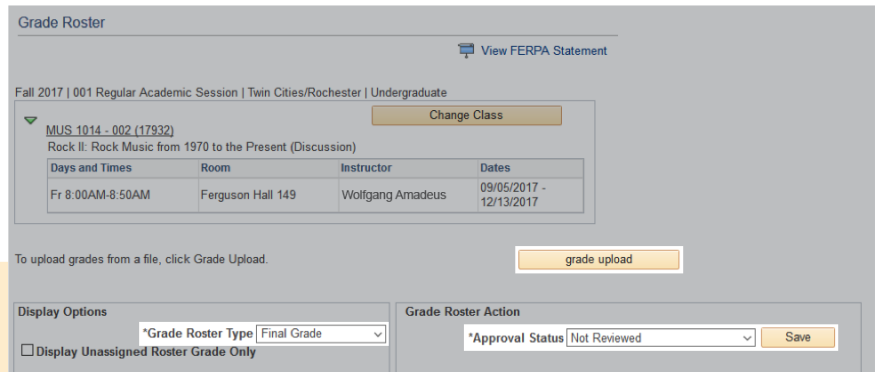 Grade Roster
View FERPA Statement
Fall 2017 | 001 Regular Academic Session | Twin Cities/Rochester | Undergraduate
Change Class
MUS 1014 - 002 (17932)
Rock II: Rock Music from 1970 to the Present (Discussion)
Days and Times Room Instructor Dates
Fr 8:00AM-8:50AM Ferguson Hall 149 Wolfgang Amadeus 09/05/2017 -
12/13/2017
To upload grades from a file, click Grade Upload. grade upload
Display Options Grade Roster Action
*Grade Roster Type Final Grade *Approval Status Not Reviewed Save
Display Unassigned Roster Grade Only